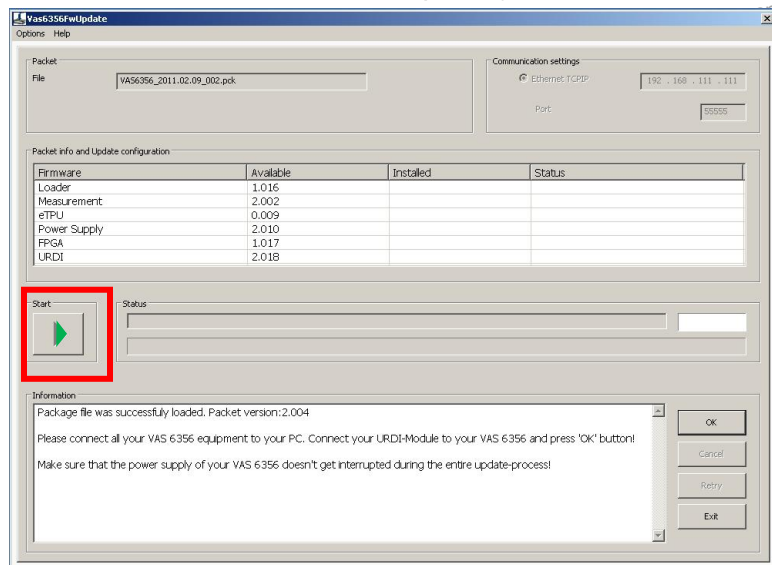 Vas6356FwUpdate
Options Help
Packet
File VAS6356_2011.02.09_002.pck
Communication settings
Ethernet TCPIP 192 . 168 . 111 . 111
Port 55555
Packet info and Update configuration
Firmware Available Installed Status
Loader 1.016
Measurement 2.002
eTPU 0.009
Power Supply 2.010
FPGA 1.017
URDI 2.018
Start
Status
Information
Package file was successfuly loaded. Packet version:2.004
Please connect all your VAS 6356 equipment to your PC. Connect your URDI-Module to your VAS 6356 and press 'OK' button!
Make sure that the power supply of your VAS 6356 doesn't get interrupted during the entire update-process!
OK
Cancel
Retry
Exit